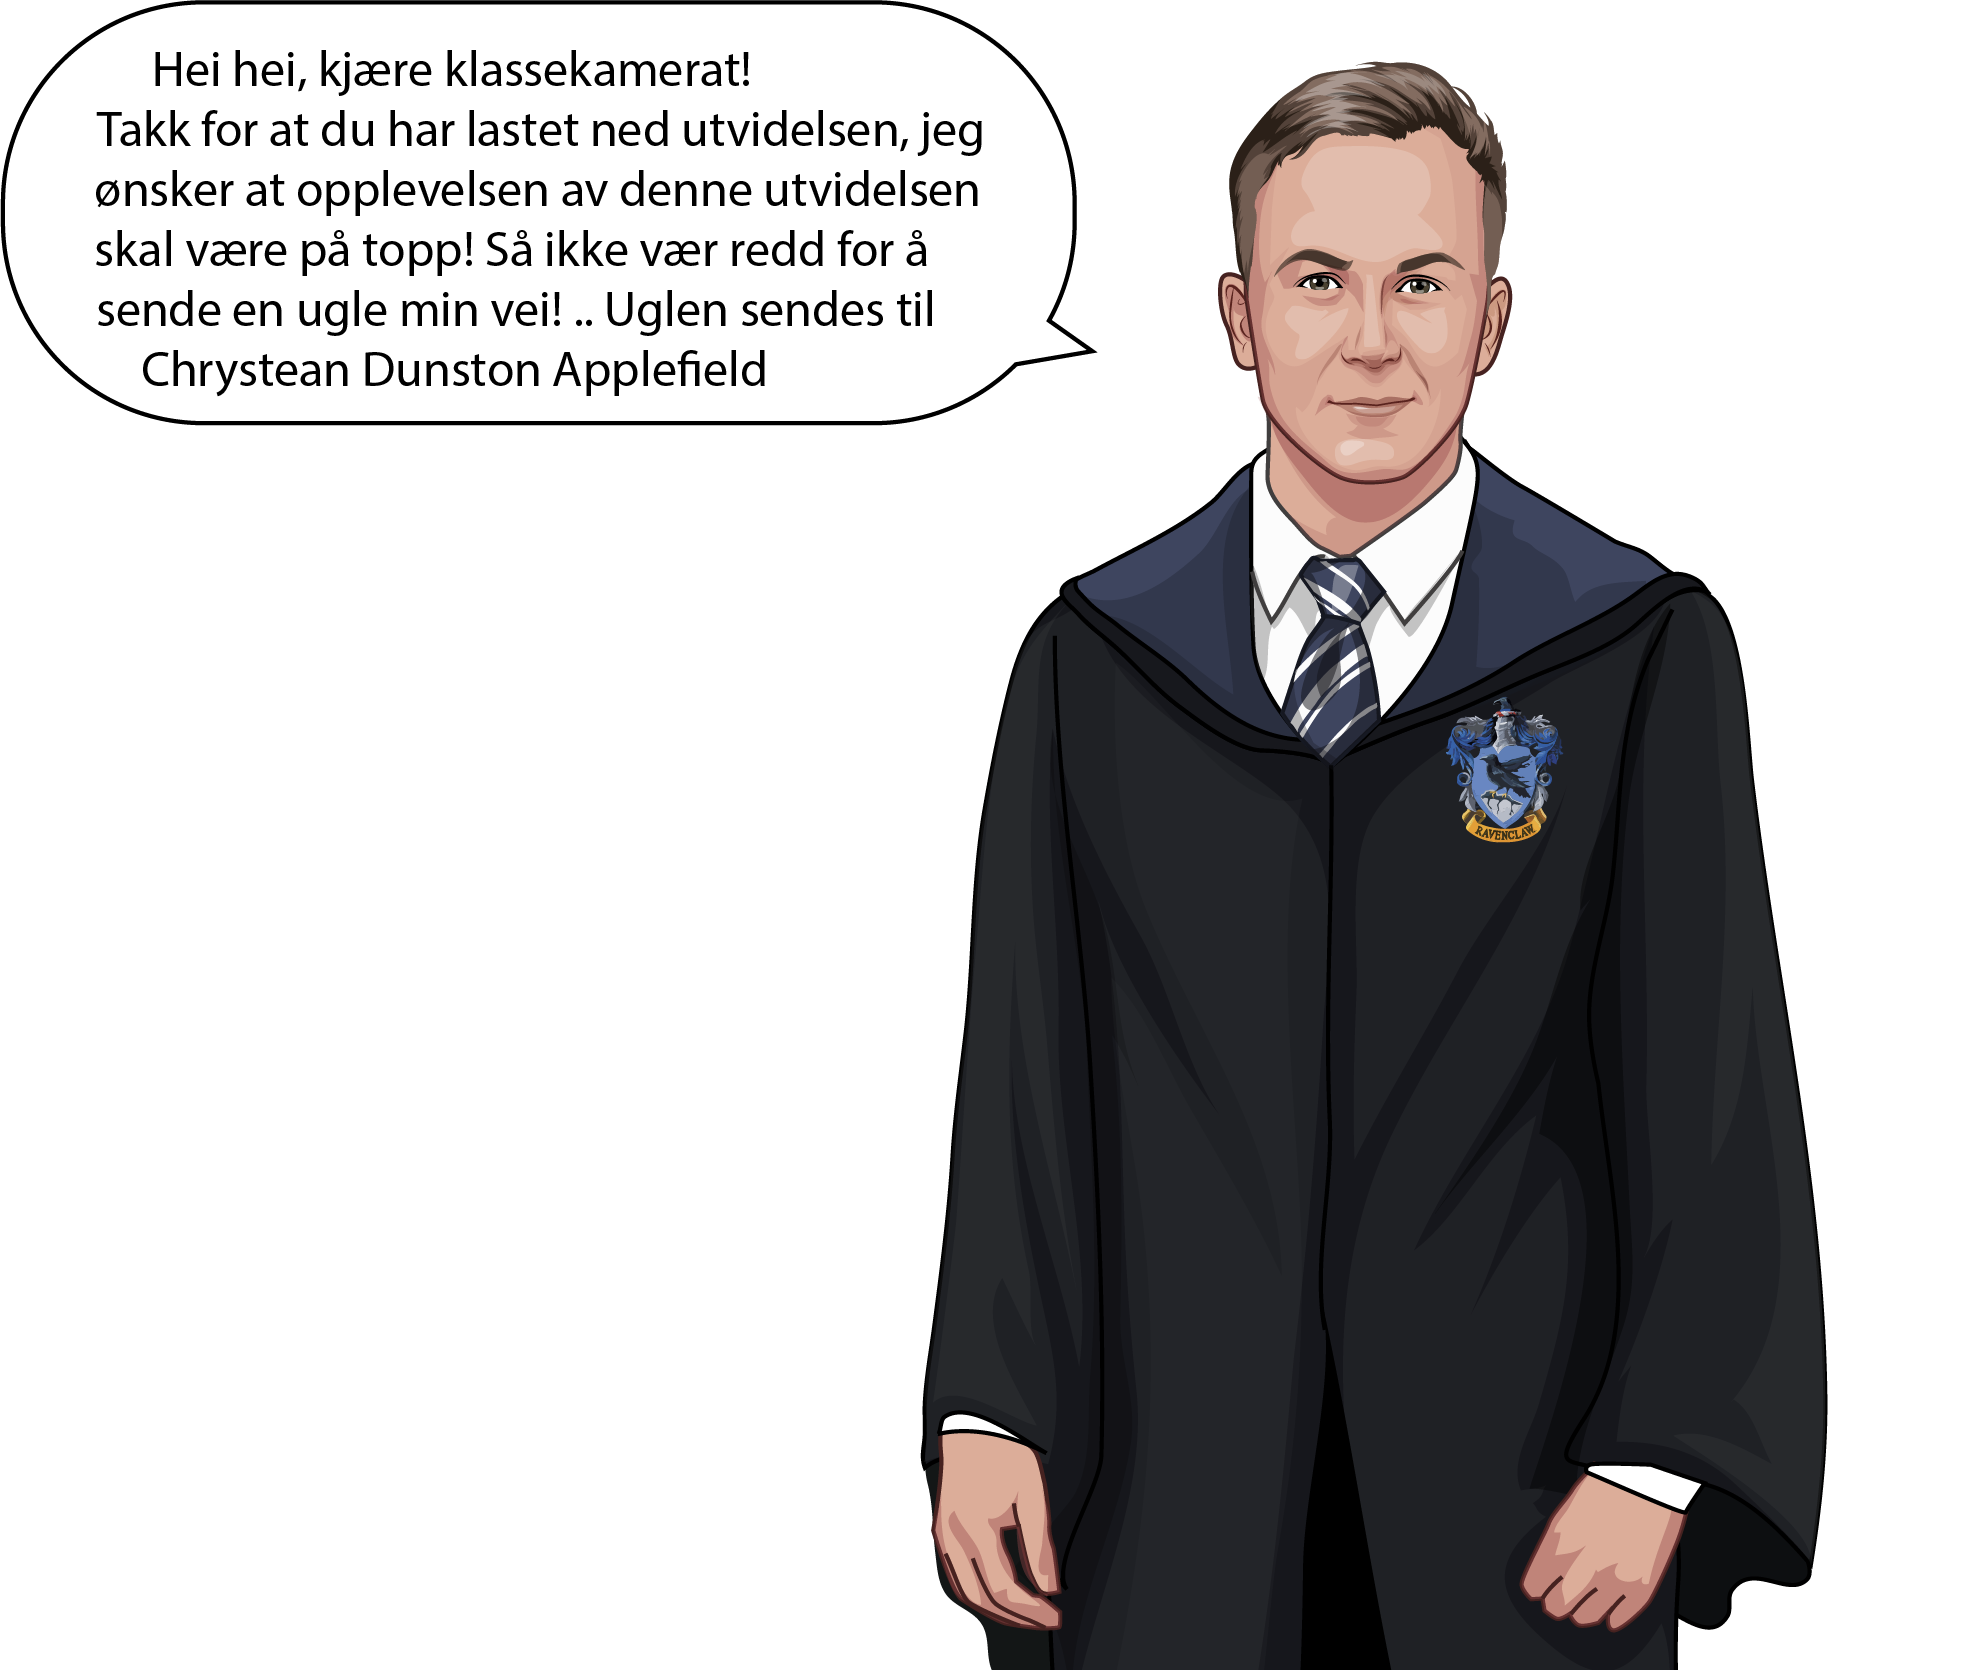 Hei hei, kjære klassekamerat!
Takk for at du har lastet ned utvidelsen, jeg
ønsker at opplevelsen av denne utvidelsen
skal være på topp! Så ikke vær redd for å
sende en ugle min vei! .. Uglen sendes til
Chrystean Dunston Applefield
RAVENCLAW